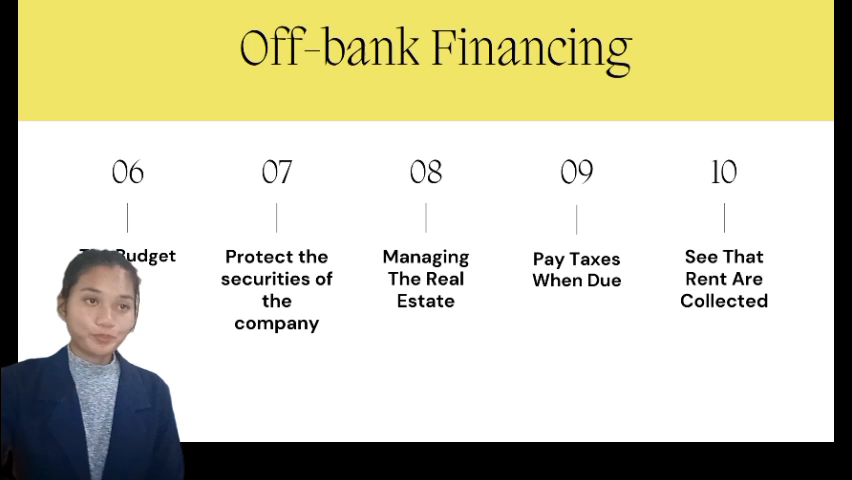 Off-bank Financing
06
07
08
09
10
Budget
Protect the
securities of
the
company
Managing
The Real
Estate
Pay Taxes
When Due
See That
Rent Are
Collected